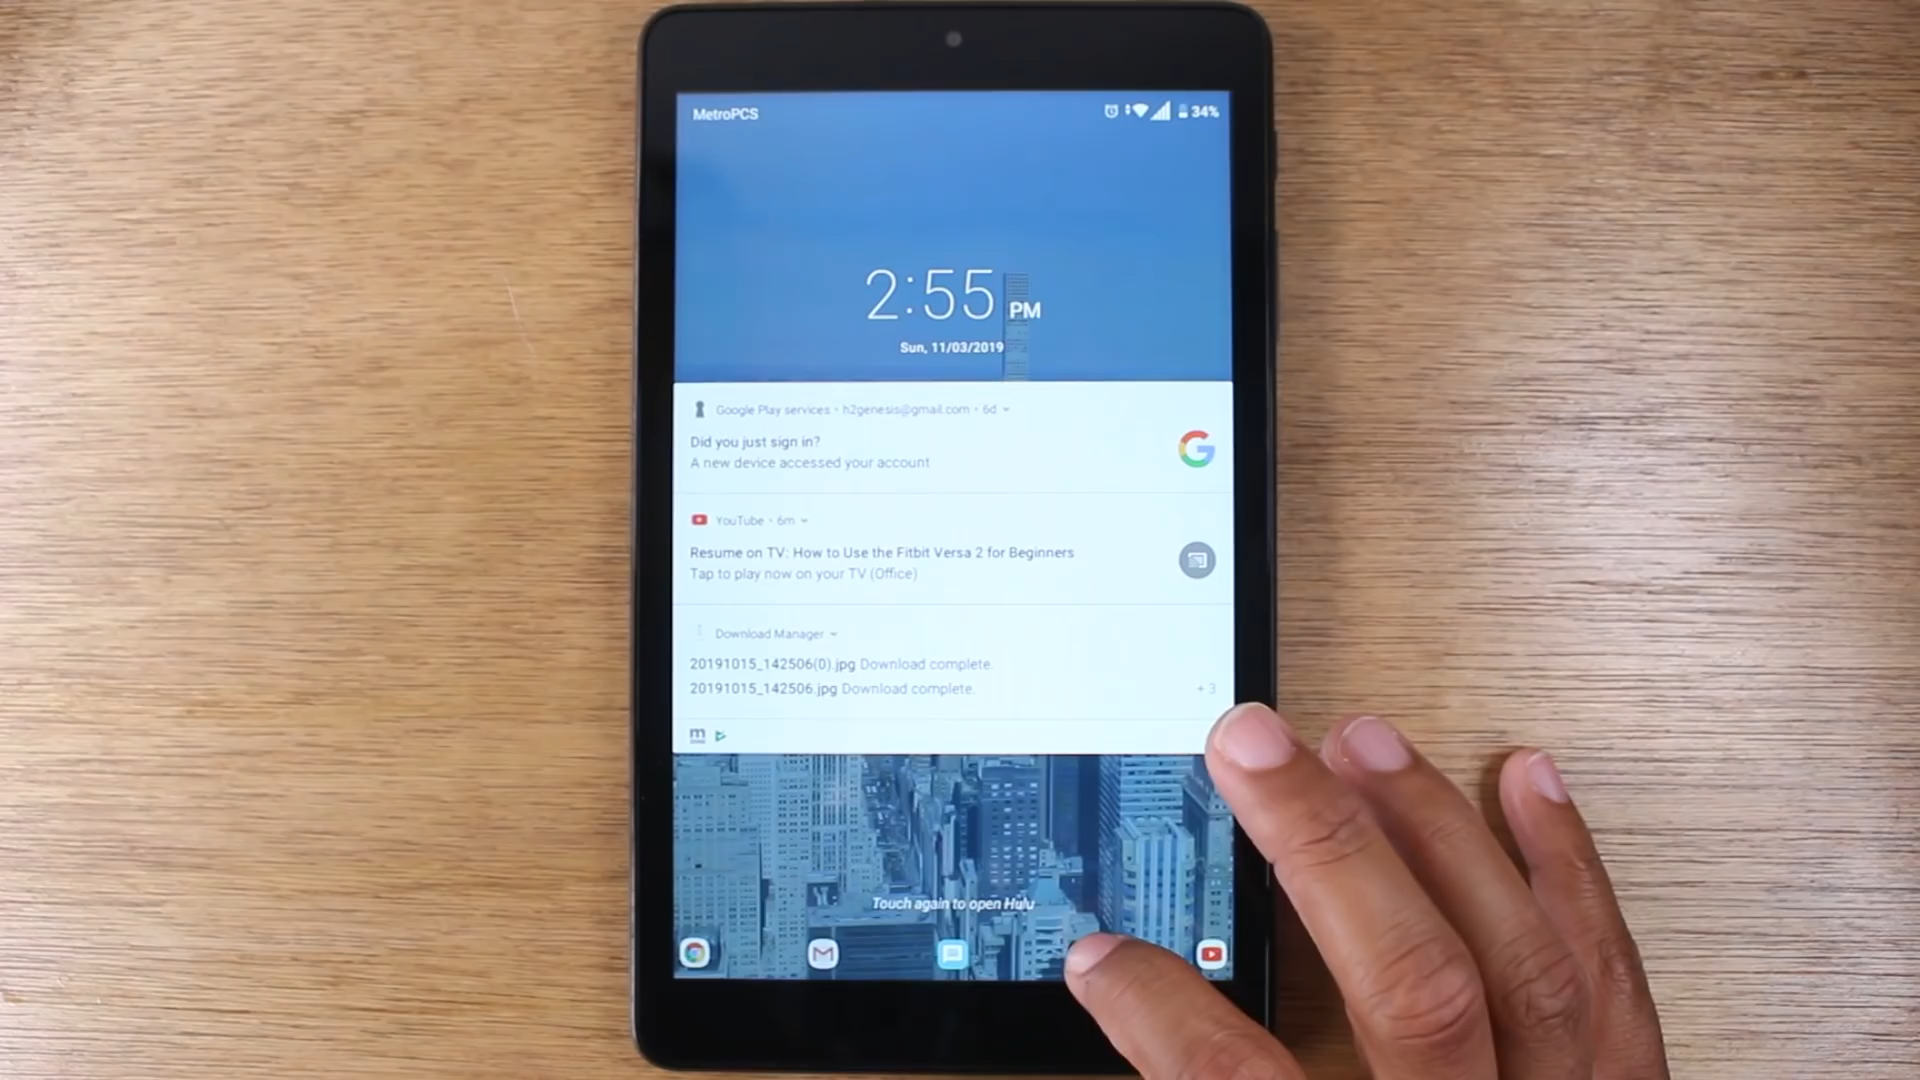 MetroPCS
34%
2:55 PM
Sun, 11/03/2019
Google Play services • h2genesis@gmail.com • 6d
Did you just sign in?
A new device accessed your account
YouTube • 6m
Resume on TV: How to Use the Fitbit Versa 2 for Beginners
Tap to play now on your TV (Office)
Download Manager
20191015_142506(0).jpg Download complete.
20191015_142506.jpg Download complete.
+ 3
Touch again to open Hulu